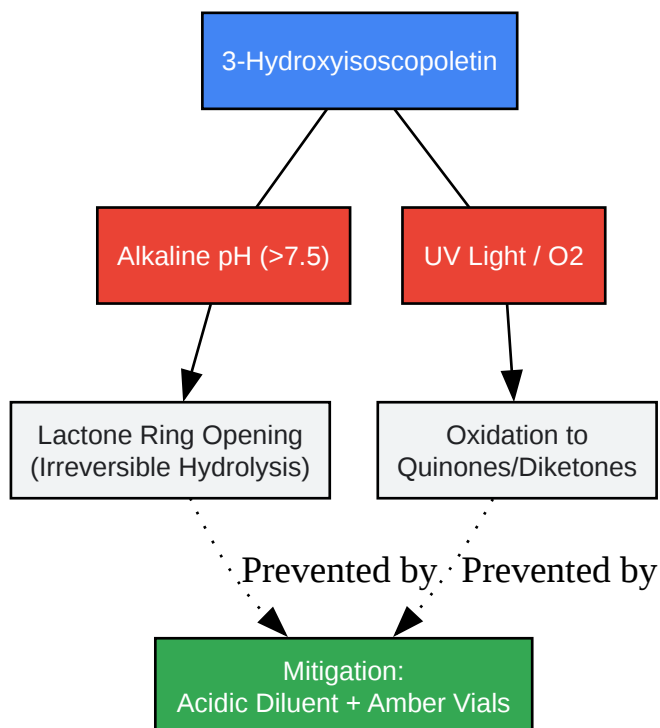 3-Hydroxyisoscopoletin
Alkaline pH (>7.5)
UV Light / O2
Lactone Ring Opening
(Irreversible Hydrolysis)
Oxidation to
Quinones/Diketones
Prevented by
Prevented by
Mitigation:
Acidic Diluent + Amber Vials